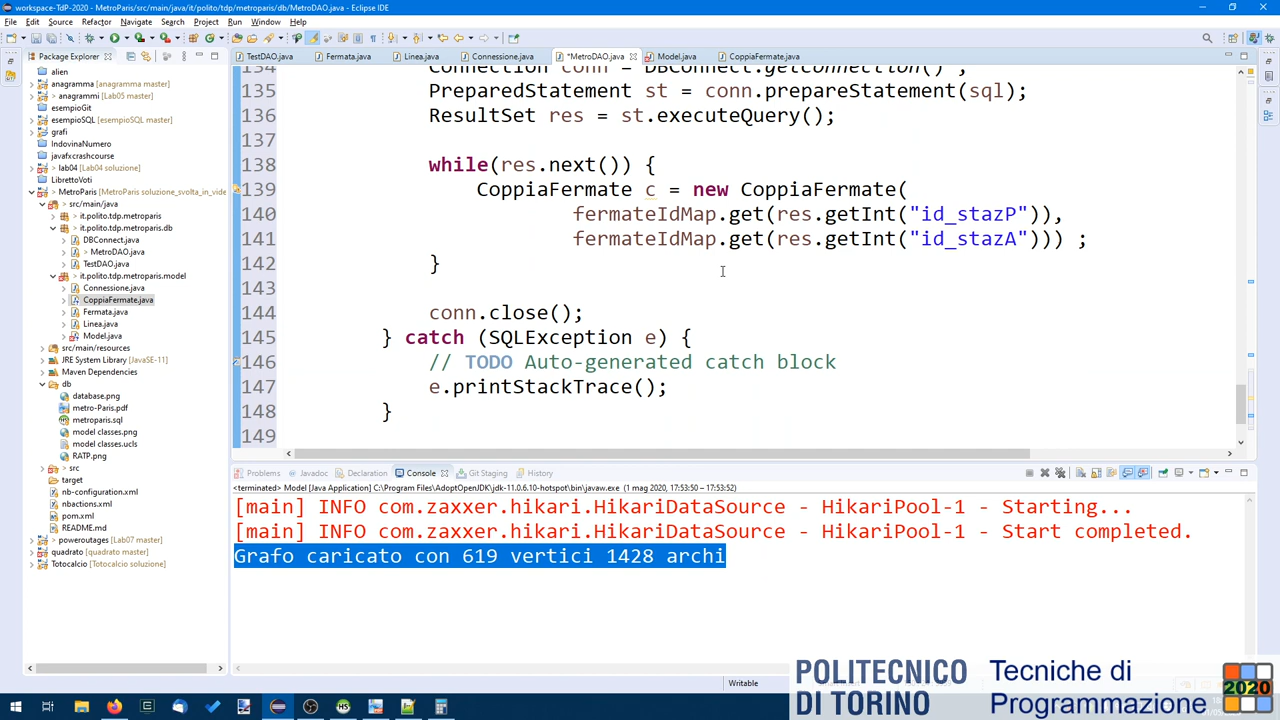 workspace-TdP-2020 - MetroParis/src/main/java/it/polito/tdp/metroparis/db/MetroDAO.java - Eclipse IDE
File Edit Source Refactor Navigate Search Project Run Window Help
Package Explorer
TestDAO.java Fermata.java Linea.java Connessione.java *MetroDAO.java Model.java CoppiaFermate.java
alien
anagramma [anagramma master]
anagrammi [Lab05 master]
esempioGit
esempioSQL [esempioSQL master]
grafi
IndovinaNumero
javafxcrashcourse
lab04 [Lab04 soluzione]
LibrettoVoti
MetroParis [MetroParis soluzione_svolta_in_vide
src/main/java
it.polito.tdp.metroparis
it.polito.tdp.metroparis.db
DBConnect.java
MetroDAO.java
TestDAO.java
it.polito.tdp.metroparis.model
Connessione.java
CoppiaFermate.java
Fermata.java
Linea.java
Model.java
src/main/resources
JRE System Library [JavaSE-11]
Maven Dependencies
db
database.png
metro-Paris.pdf
metroparis.sql
model classes.png
model classes.ucls
RATP.png
src
target
nb-configuration.xml
nbactions.xml
pom.xml
README.md
poweroutages [Lab07 master]
quadrato [quadrato master]
Totocalcio [Totocalcio soluzione]
134 Connection conn = DBConnect.getConnection() ;
135 PreparedStatement st = conn.prepareStatement(sql);
136 ResultSet res = st.executeQuery();
137
138 while(res.next()) {
139 CoppiaFermate c = new CoppiaFermate(
140 fermateIdMap.get(res.getInt("id_stazP")),
141 fermateIdMap.get(res.getInt("id_stazA"))) ;
142 }
143
144 conn.close();
145 } catch (SQLException e) {
146 // TODO Auto-generated catch block
147 e.printStackTrace();
148 }
149
Problems Javadoc Declaration Console Git Staging History
<terminated> Model [Java Application] C:\Program Files\AdoptOpenJDK\jdk-11.0.6.10-hotspot\bin\javaw.exe (1 mag 2020, 17:53:50 – 17:53:52)
[main] INFO com.zaxxer.hikari.HikariDataSource - HikariPool-1 - Starting...
[main] INFO com.zaxxer.hikari.HikariDataSource - HikariPool-1 - Start completed.
Grafo caricato con 619 vertici 1428 archi
Writable
POLITECNICO
DI TORINO
Tecniche di
Programmazione
2020